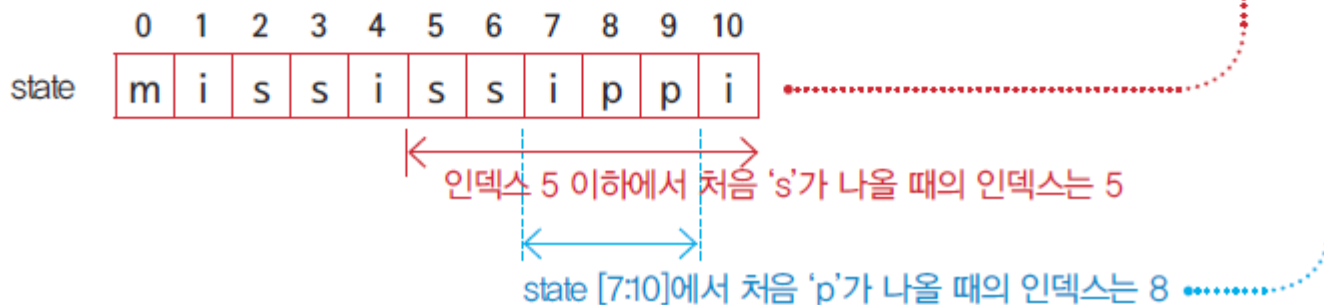 0 1 2 3 4 5 6 7 8 9 10
state m i s s i s s i p p i
인덱스 5 이하에서 처음 ‘s’가 나올 때의 인덱스는 5
state [7:10]에서 처음 ‘p’가 나올 때의 인덱스는 8